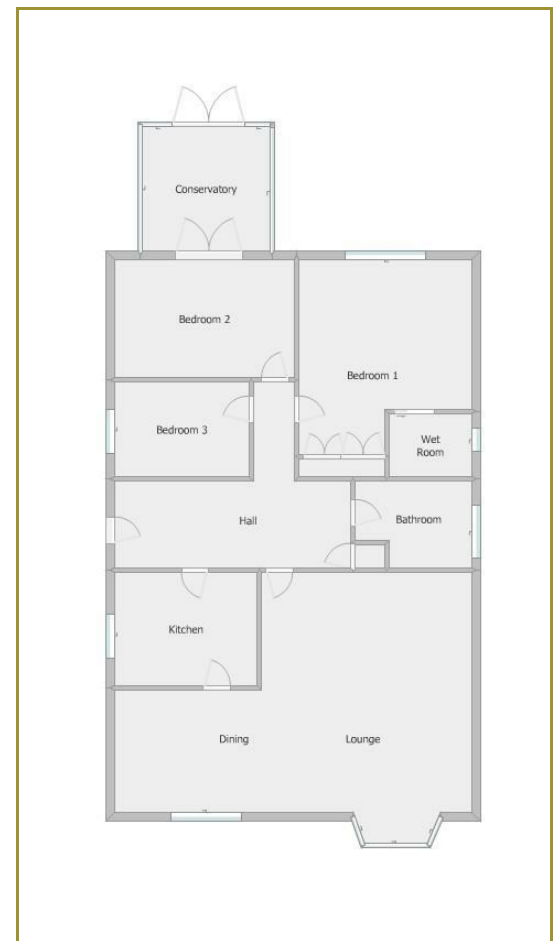 Conservatory
Bedroom 2
Bedroom 1
Bedroom 3
Wet
Room
Hall
Bathroom
Kitchen
Dining
Lounge